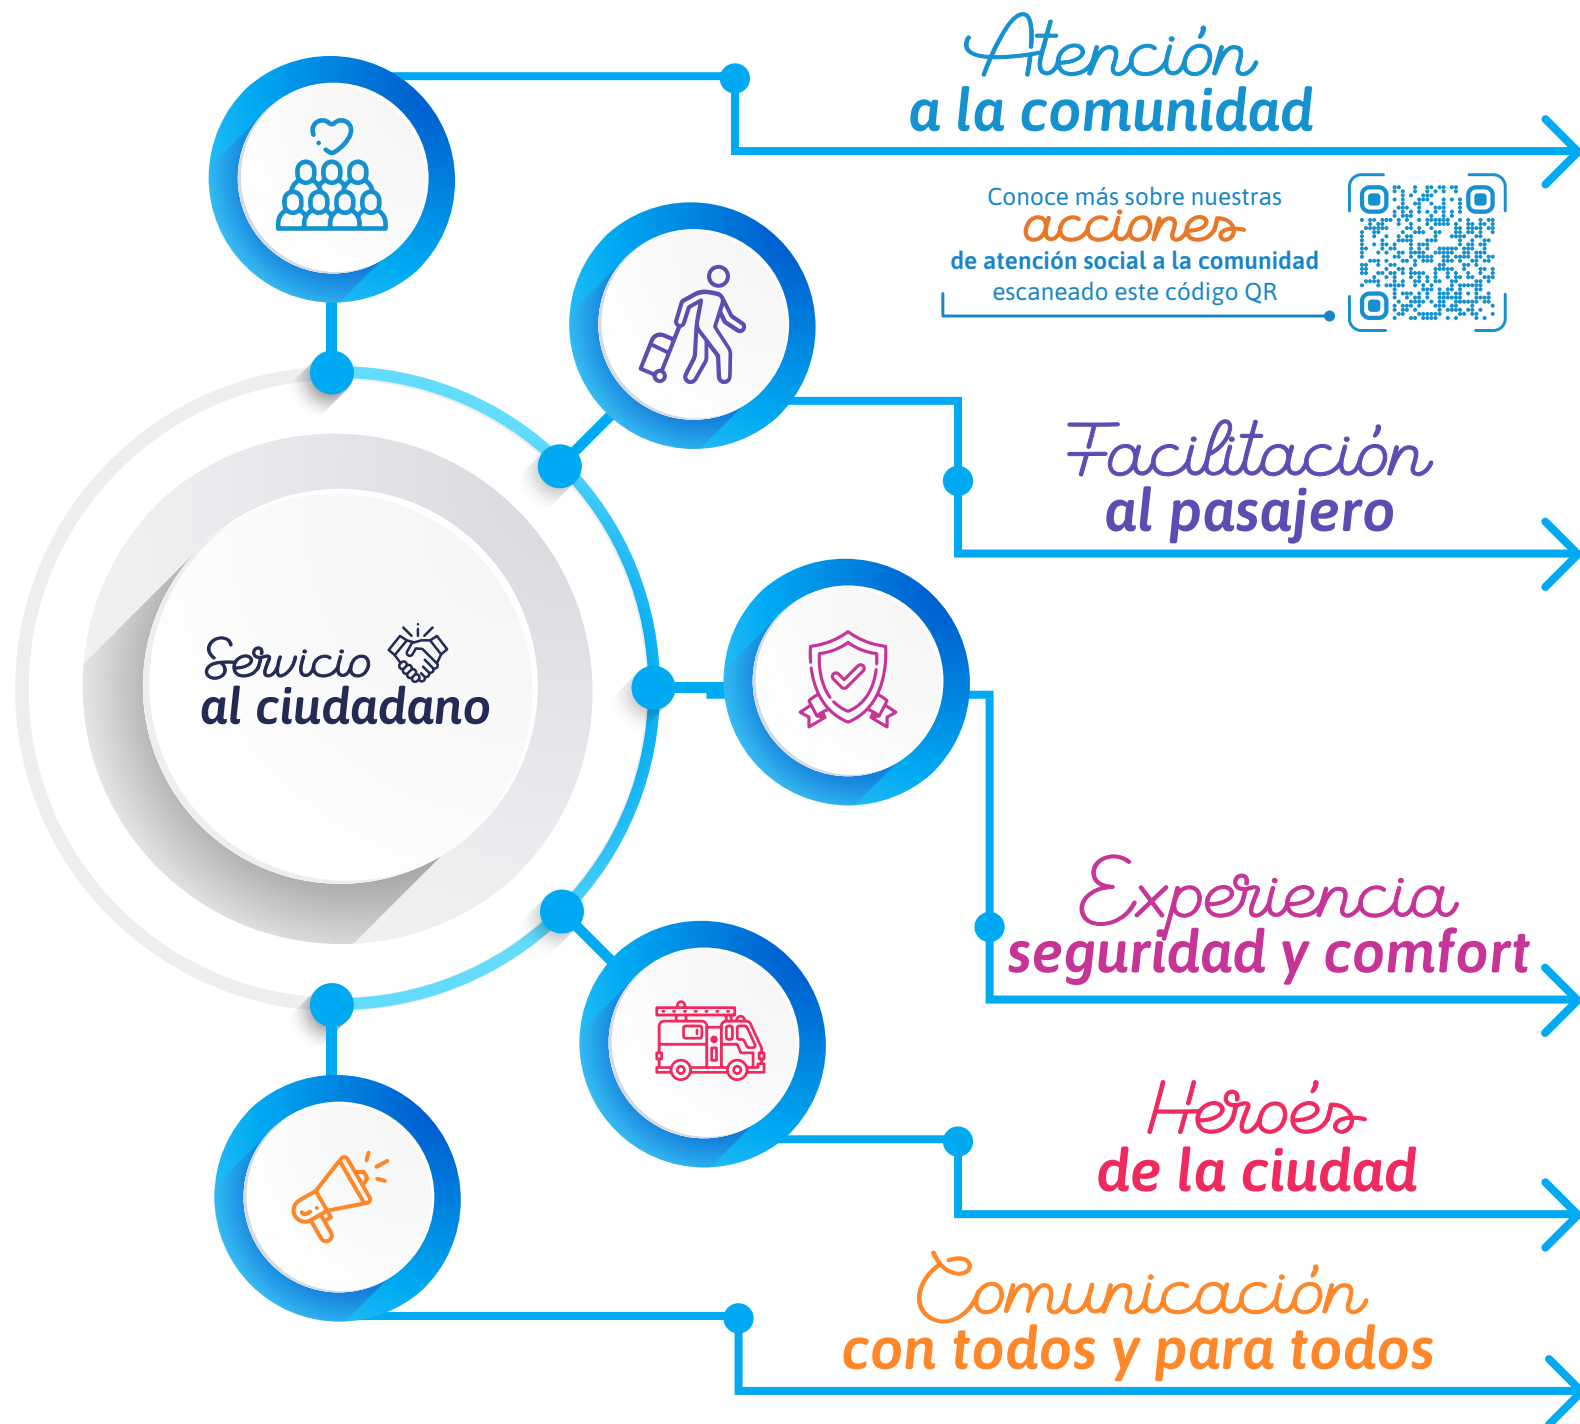 Atención
a la comunidad
Conoce más sobre nuestras
acciones
de atención social a la comunidad
escaneado este código QR
Facilitación
al pasajero
Servicio
al ciudadano
Experiencia
seguridad y comfort
Heroés
de la ciudad
Comunicación
con todos y para todos